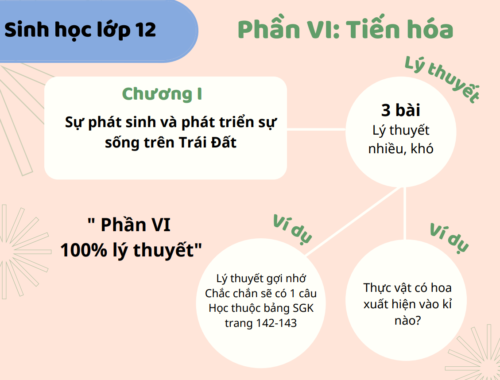 Sinh học lớp 12
Phần VI: Tiến hóa
Lý thuyết
Chương I
Sự phát sinh và phát triển sự
sống trên Trái Đất
3 bài
Lý thuyết
nhiều, khó
" Phần VI
100% lý thuyết"
Ví dụ
Lý thuyết gợi nhớ
Chắc chắn sẽ có 1 câu
Học thuộc bảng SGK
trang 142-143
Ví dụ
Thực vật có hoa
xuất hiện vào kỉ
nào?